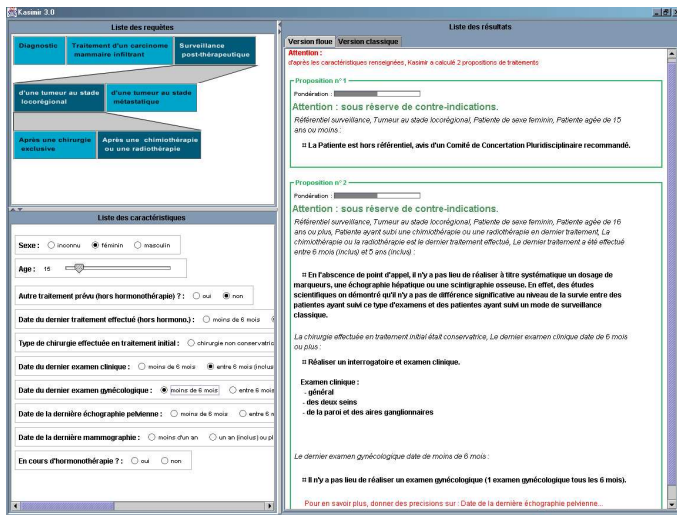 Kasimir 3.0
Liste des requêtes
Diagnostic
Traitement d'un carcinome
mammaire infiltrant
Surveillance
post-thérapeutique
d'une tumeur au stade
locorégional
d'une tumeur au stade
métastatique
Après une chirurgie
exclusive
Après une chimiothérapie
ou une radiothérapie
Liste des caractéristiques
Sexe : inconnu féminin masculin
Age : 15
Autre traitement prévu (hors hormonothérapie) ? : oui non
Date du dernier traitement effectué (hors hormono.) : moins de 6 mois
Type de chirurgie effectuée en traitement initial : chirurgie non conservatric
Date du dernier examen clinique : moins de 6 mois entre 6 mois (inclus
Date du dernier examen gynécologique : moins de 6 mois entre 6 mois
Date de la dernière échographie pelvienne : moins de 6 mois entre 6 m
Date de la dernière mammographie : moins d'un an un an (inclus) ou pl
En cours d'hormonothérapie ? : oui non
Liste des résultats
Version floue Version classique
Attention :
d'après les caractéristiques renseignées, Kasimir a calculé 2 propositions de traitements
Proposition n° 1
Pondération :
Attention : sous réserve de contre-indications.
Référentiel surveillance, Tumeur au stade locorégional, Patiente de sexe feminin, Patiente agée de 15
ans ou moins :
¤ La Patiente est hors référentiel, avis d'un Comité de Concertation Pluridisciplinaire recommandé.
Proposition n° 2
Pondération :
Attention : sous réserve de contre-indications.
Référentiel surveillance, Tumeur au stade locorégional, Patiente de sexe feminin, Patiente agée de 16
ans ou plus, Patiente ayant subi une chimiothérapie ou une radiothérapie en dernier traitement, La
chimiothérapie ou la radiothérapie est le dernier traitement effectué, Le dernier traitement a été effectué
entre 6 mois (inclus) et 5 ans (inclus) :
¤ En l'absence de point d'appel, il n'y a pas lieu de réaliser à titre systématique un dosage de
marqueurs, une échographie hépatique ou une scintigraphie osseuse. En effet, des études
scientifiques on démontré qu'il n'y a pas de différence significative au niveau de la survie entre des
patientes ayant suivi ce type d'examens et des patientes ayant suivi un mode de surveillance
classique.
La chirurgie effectuée en traitement initial était conservatrice, Le dernier examen clinique date de 6 mois
ou plus :
¤ Réaliser un interrogatoire et examen clinique.
Examen clinique :
- général
- des deux seins
- de la paroi et des aires ganglionnaires
Le dernier examen gynécologique date de moins de 6 mois :
¤ Il n'y a pas lieu de réaliser un examen gynécologique (1 examen gynécologique tous les 6 mois).
Pour en savoir plus, donner des precisions sur : Date de la dernière échographie pelvienne...